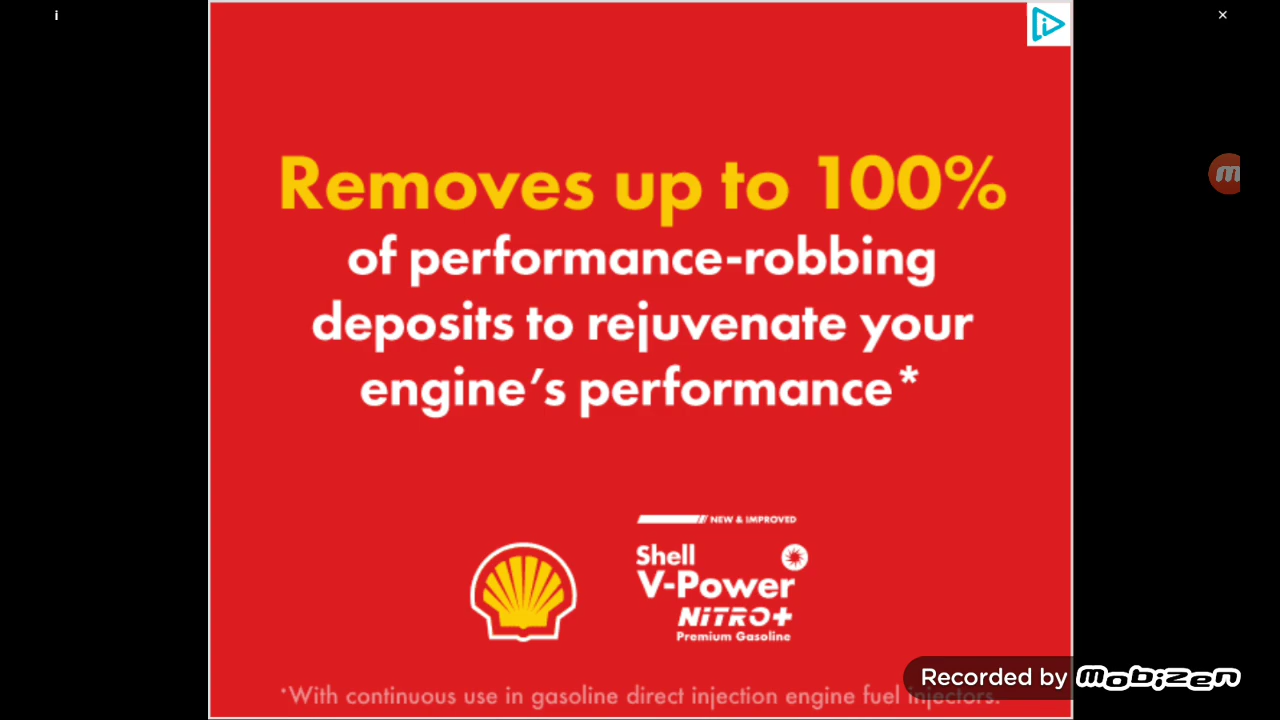 Removes up to 100%
of performance-robbing
deposits to rejuvenate your
engine's performance*
NEW & IMPROVED
Shell
V-Power
NiTRO+
Premium Gasoline
*With continuous use in gasoline direct injection engine fuel injectors.
Recorded by mobizen